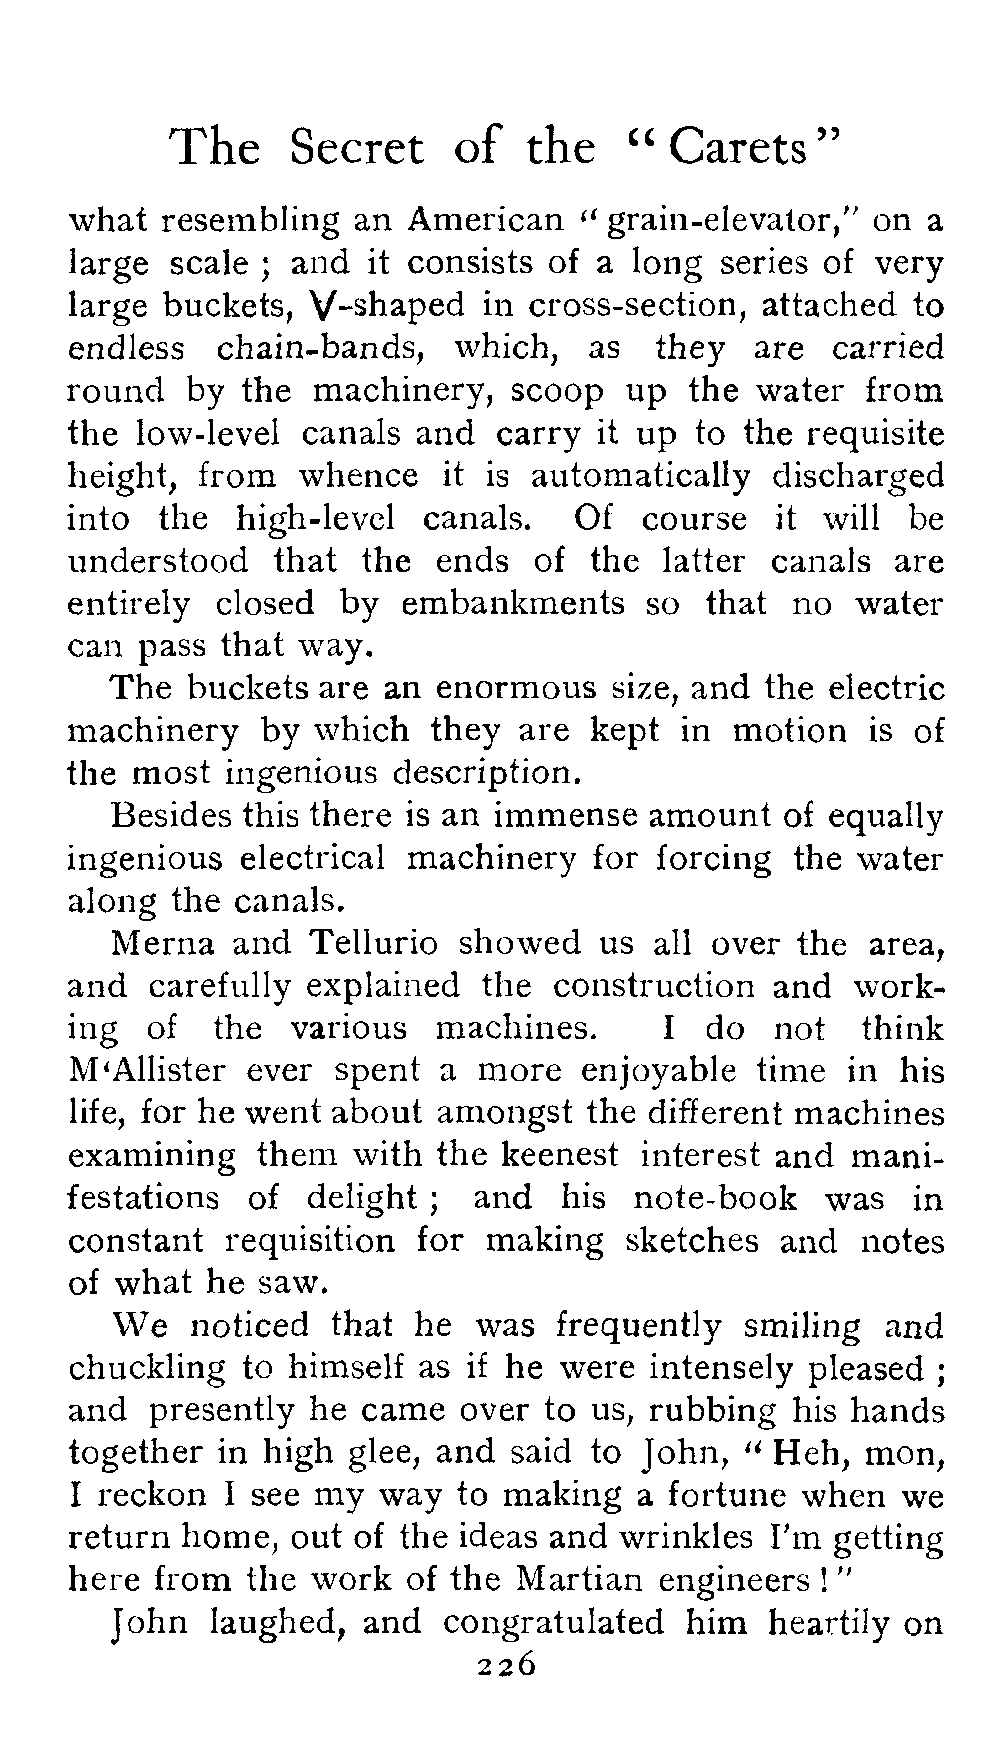 The Secret of the “ Carets ”
what resembling an American “ grain-elevator,” on a
large scale ; and it consists of a long series of very
large buckets, V-shaped in cross-section, attached to
endless chain-bands, which, as they are carried
round by the machinery, scoop up the water from
the low-level canals and carry it up to the requisite
height, from whence it is automatically discharged
into the high-level canals. Of course it will be
understood that the ends of the latter canals are
entirely closed by embankments so that no water
can pass that way.
The buckets are an enormous size, and the electric
machinery by which they are kept in motion is of
the most ingenious description.
Besides this there is an immense amount of equally
ingenious electrical machinery for forcing the water
along the canals.
Merna and Tellurio showed us all over the area,
and carefully explained the construction and work-
ing of the various machines. I do not think
M‘Allister ever spent a more enjoyable time in his
life, for he went about amongst the different machines
examining them with the keenest interest and mani-
festations of delight ; and his note-book was in
constant requisition for making sketches and notes
of what he saw.
We noticed that he was frequently smiling and
chuckling to himself as if he were intensely pleased ;
and presently he came over to us, rubbing his hands
together in high glee, and said to John, “ Heh, mon,
I reckon I see my way to making a fortune when we
return home, out of the ideas and wrinkles I’m getting
here from the work of the Martian engineers ! ”
John laughed, and congratulated him heartily on
226